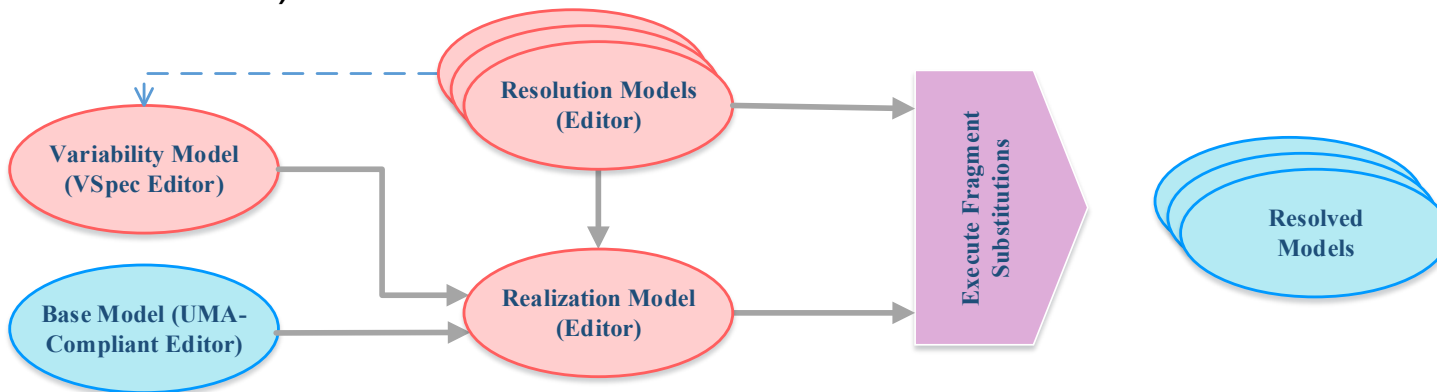 Resolution Models
(Editor)
Variability Model
(VSpec Editor)
Execute Fragment
Substitutions
Resolved
Models
Base Model (UMA-
Compliant Editor)
Realization Model
(Editor)